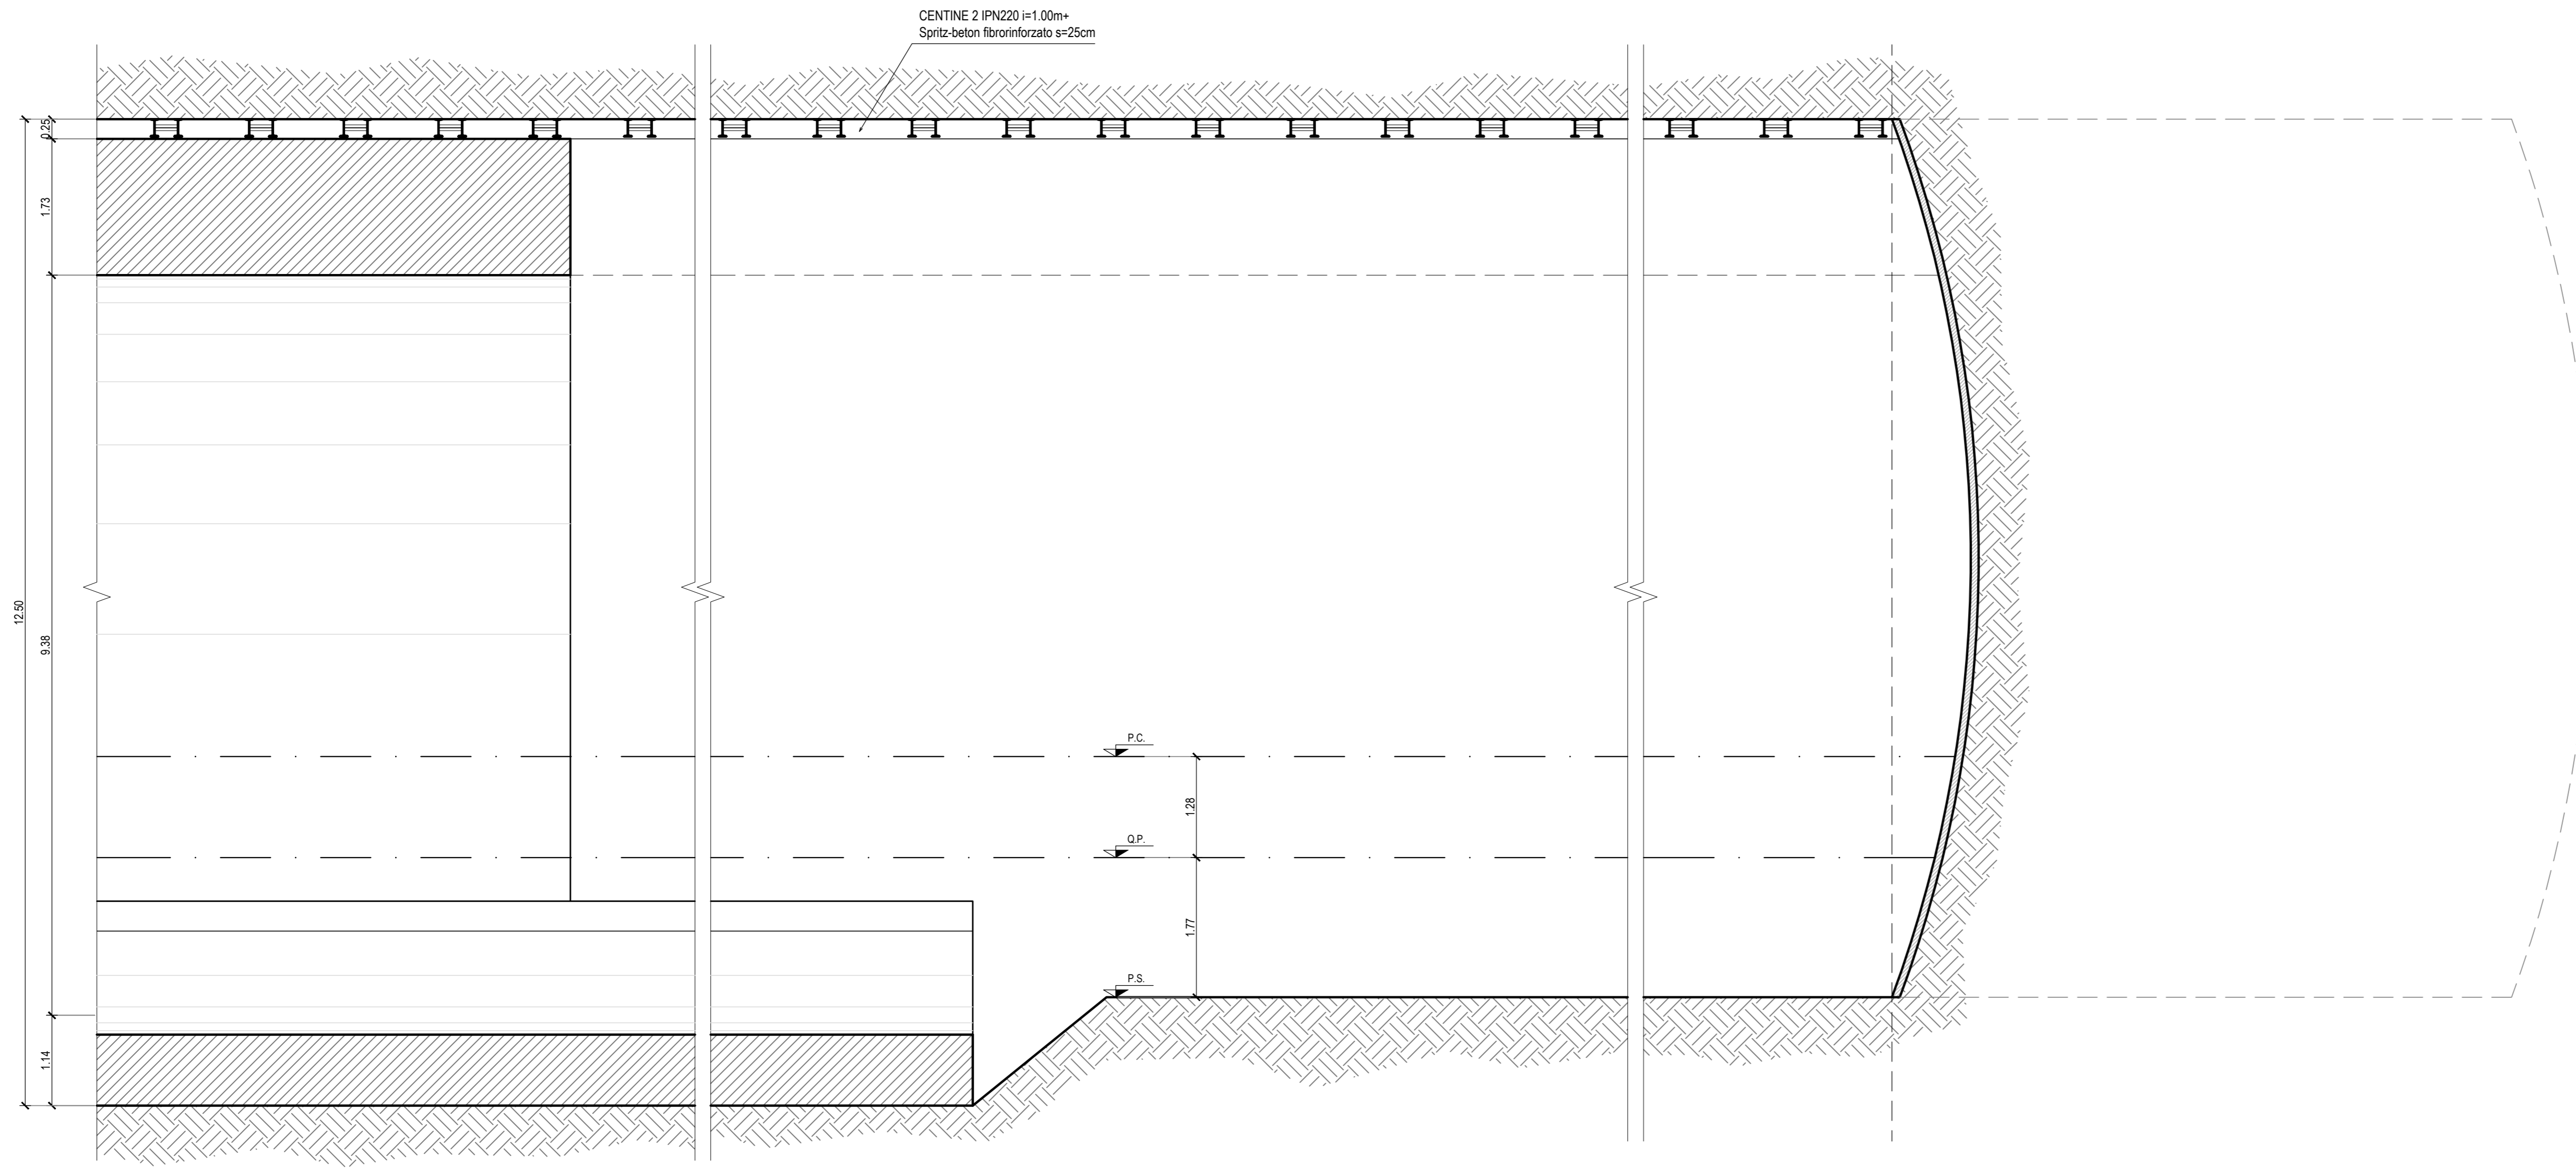 CENTINE 2 IPN220 i=1.00m+
Spritz-beton fibrorinforzato s=25cm
0.25
1.73
12.50
9.38
P.C.
1.28
Q.P.
1.77
P.S.
1.14